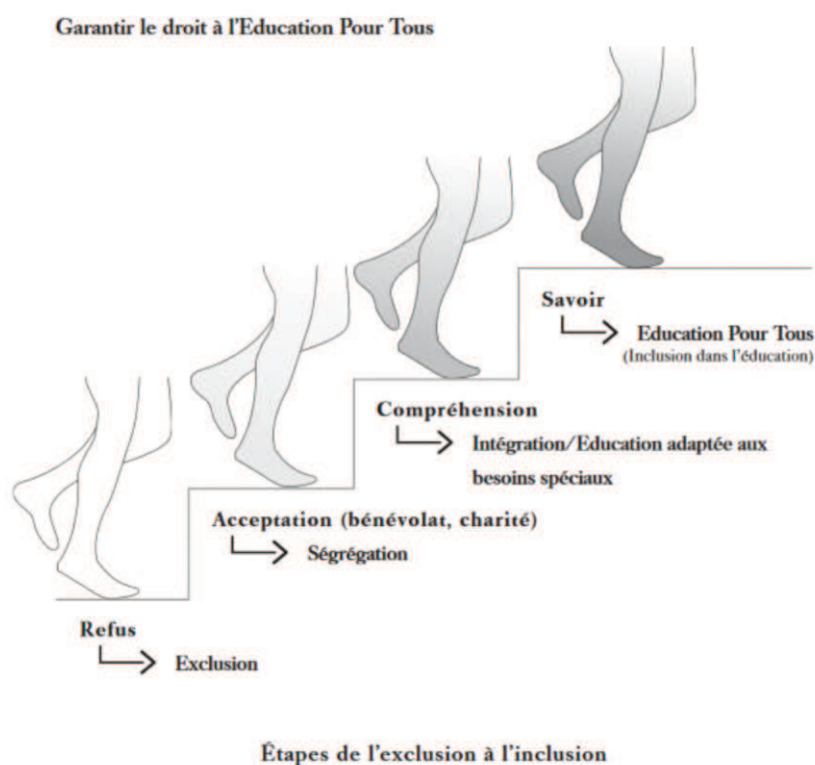 Garantir le droit à l'Education Pour Tous
Savoir
Education Pour Tous
(Inclusion dans l'éducation)
Compréhension
Intégration/Education adaptée aux
besoins spéciaux
Acceptation (bénévolat, charité)
Ségrégation
Refus
Exclusion
Étapes de l'exclusion à l'inclusion